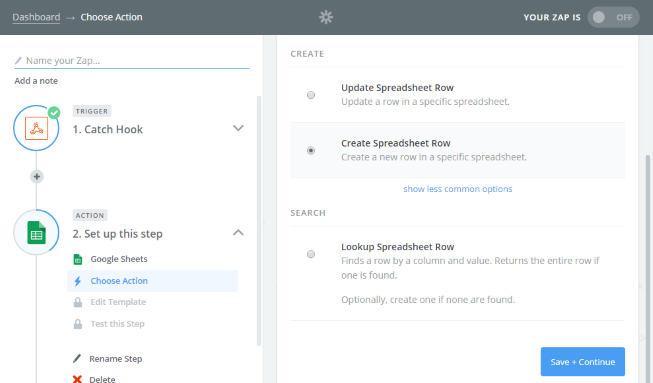 Dashboard → Choose Action
YOUR ZAP IS OFF
Name your Zap...
Add a note
TRIGGER
1. Catch Hook
ACTION
2. Set up this step
Google Sheets
Choose Action
Edit Template
Test this Step
Rename Step
Delete
CREATE
Update Spreadsheet Row
Update a row in a specific spreadsheet.
Create Spreadsheet Row
Create a new row in a specific spreadsheet.
show less common options
SEARCH
Lookup Spreadsheet Row
Finds a row by a column and value. Returns the entire row if
one is found.
Optionally, create one if none are found.
Save + Continue